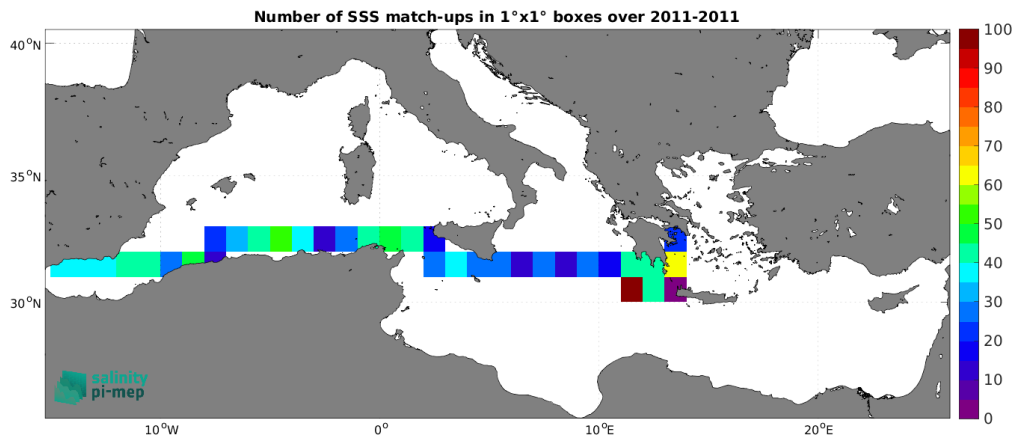 Number of SSS match-ups in 1°x1° boxes over 2011-2011
40°N
35°N
30°N
10°W
0°
10°E
20°E
100
90
80
70
60
50
40
30
20
10
0
salinity
pi-mep